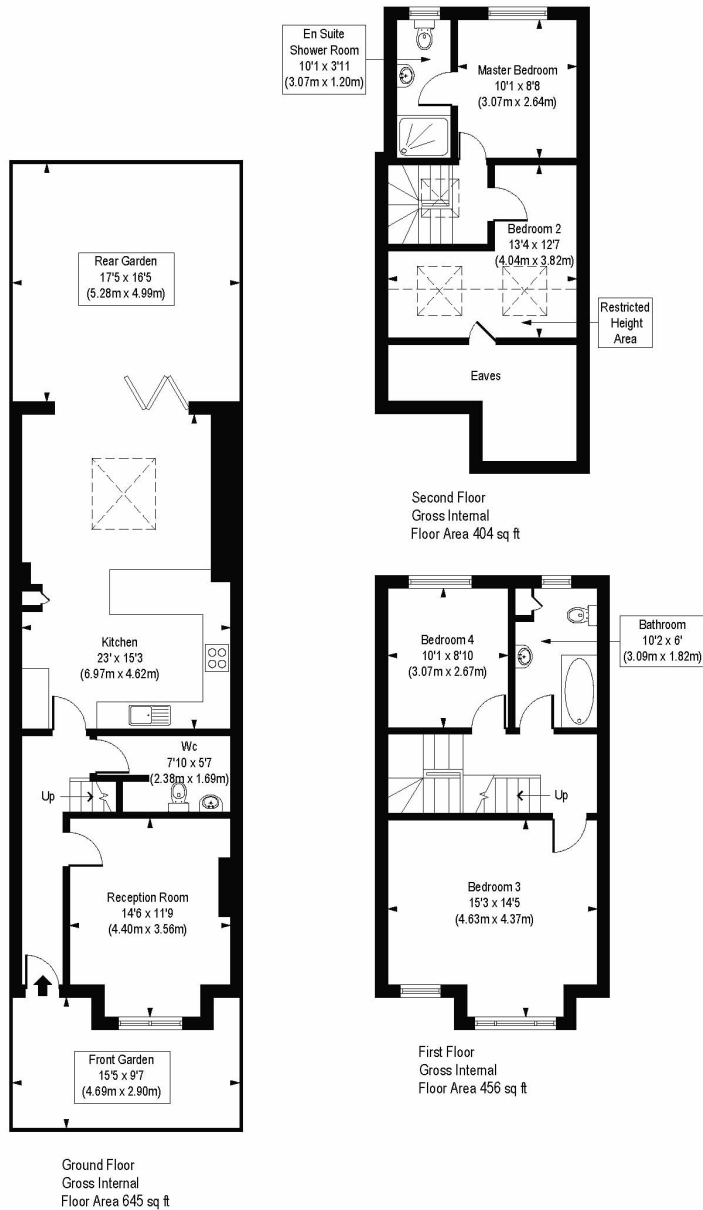 En Suite
Shower Room
10'1 x 3'11
(3.07m x 1.20m)
Master Bedroom
10'1 x 8'8
(3.07m x 2.64m)
Bedroom 2
13'4 x 12'7
(4.04m x 3.82m)
Restricted
Height
Area
Eaves
Second Floor
Gross Internal
Floor Area 404 sq ft
Rear Garden
17'5 x 16'5
(5.28m x 4.99m)
Kitchen
23' x 15'3
(6.97m x 4.62m)
Wc
7'10 x 5'7
(2.38m x 1.69m)
Up
Reception Room
14'6 x 11'9
(4.40m x 3.56m)
Front Garden
15'5 x 9'7
(4.69m x 2.90m)
Ground Floor
Gross Internal
Floor Area 645 sq ft
Bedroom 4
10'1 x 8'10
(3.07m x 2.67m)
Bathroom
10'2 x 6'
(3.09m x 1.82m)
Up
Bedroom 3
15'3 x 14'5
(4.63m x 4.37m)
First Floor
Gross Internal
Floor Area 456 sq ft